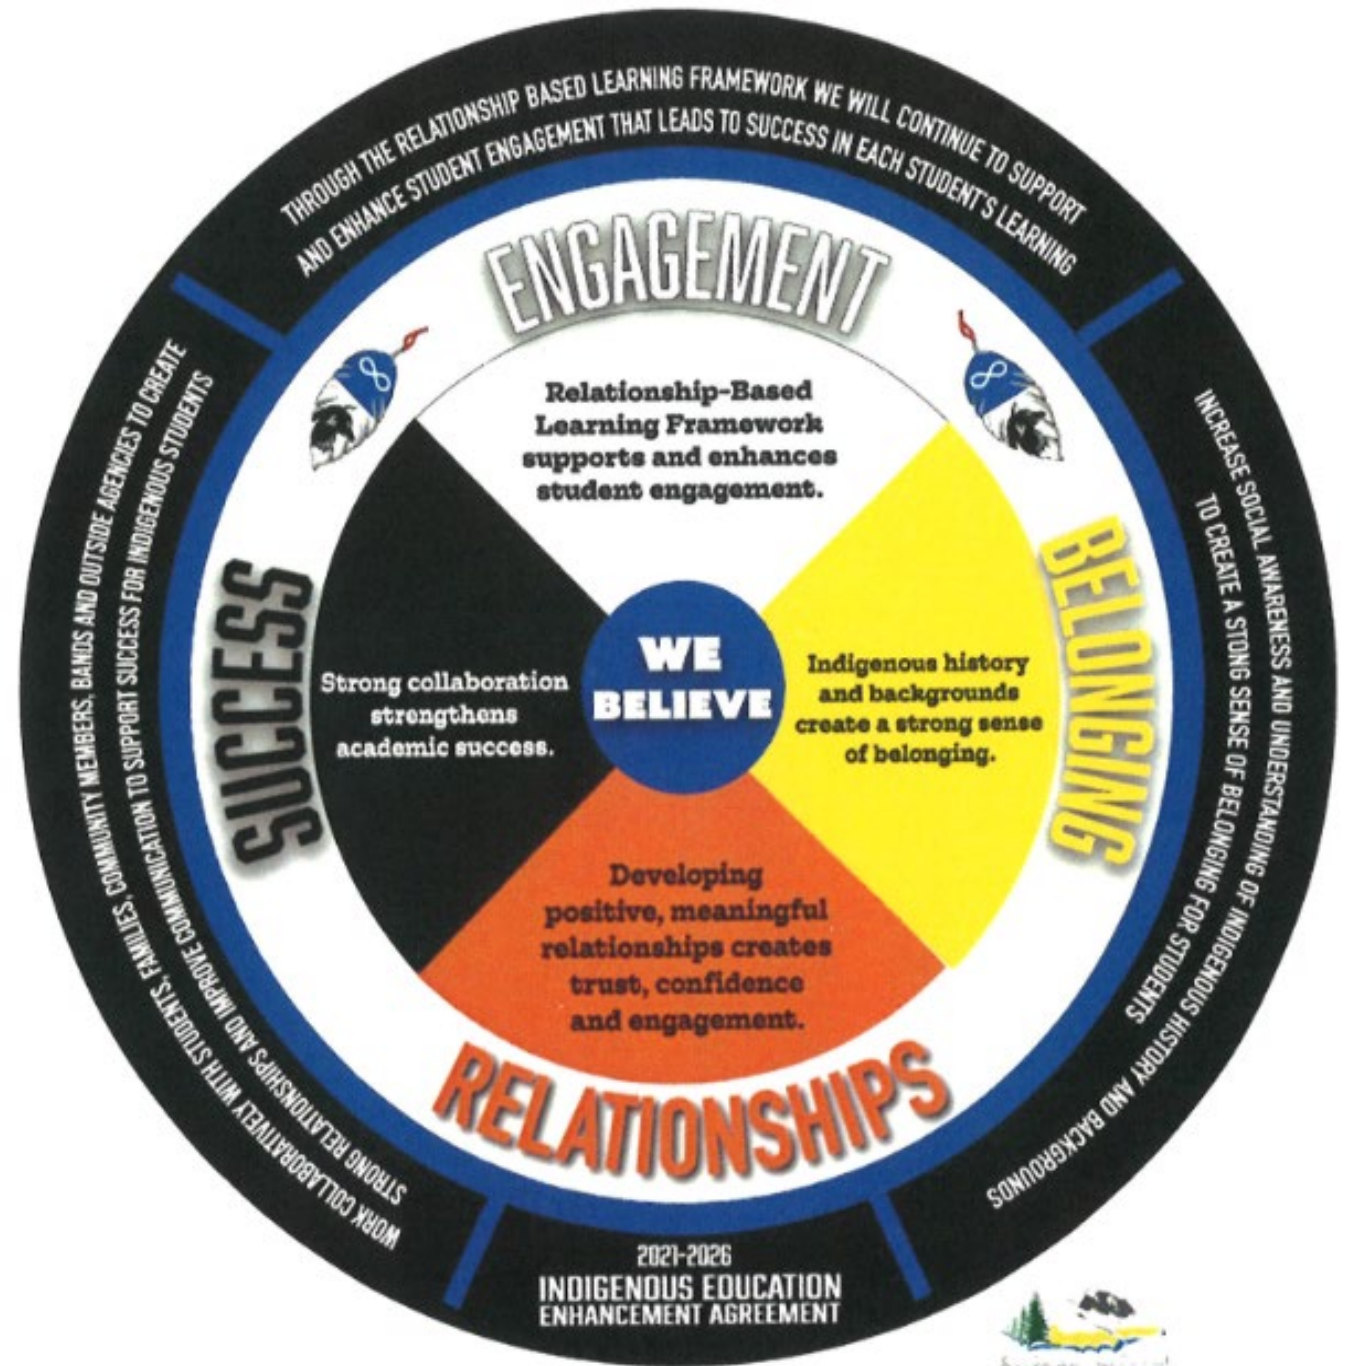 THROUGH THE RELATIONSHIP BASED LEARNING FRAMEWORK WE WILL CONTINUE TO SUPPORT
AND ENHANCE STUDENT ENGAGEMENT THAT LEADS TO SUCCESS IN EACH STUDENT'S LEARNING
ENGAGEMENT
Relationship-Based
Learning Framework
supports and enhances
student engagement.
INCREASE SOCIAL AWARENESS AND UNDERSTANDING OF INDIGENOUS HISTORY AND BACKGROUNDS
TO CREATE A STONG SENSE OF BELONGING FOR STUDENTS
BELONGING
Indigenous history
and backgrounds
create a strong sense
of belonging.
WE
BELIEVE
SUCCESS
Strong collaboration
strengthens
academic success.
WORK COLLABORATIVELY WITH STUDENTS, FAMILIES, COMMUNITY MEMBERS, BANDS AND OUTSIDE AGENCIES TO CREATE
STRONG RELATIONSHIPS AND IMPROVE COMMUNICATION TO SUPPORT SUCCESS FOR INDIGENOUS STUDENTS
Developing
positive, meaningful
relationships creates
trust, confidence
and engagement.
RELATIONSHIPS
2021-2026
INDIGENOUS EDUCATION
ENHANCEMENT AGREEMENT